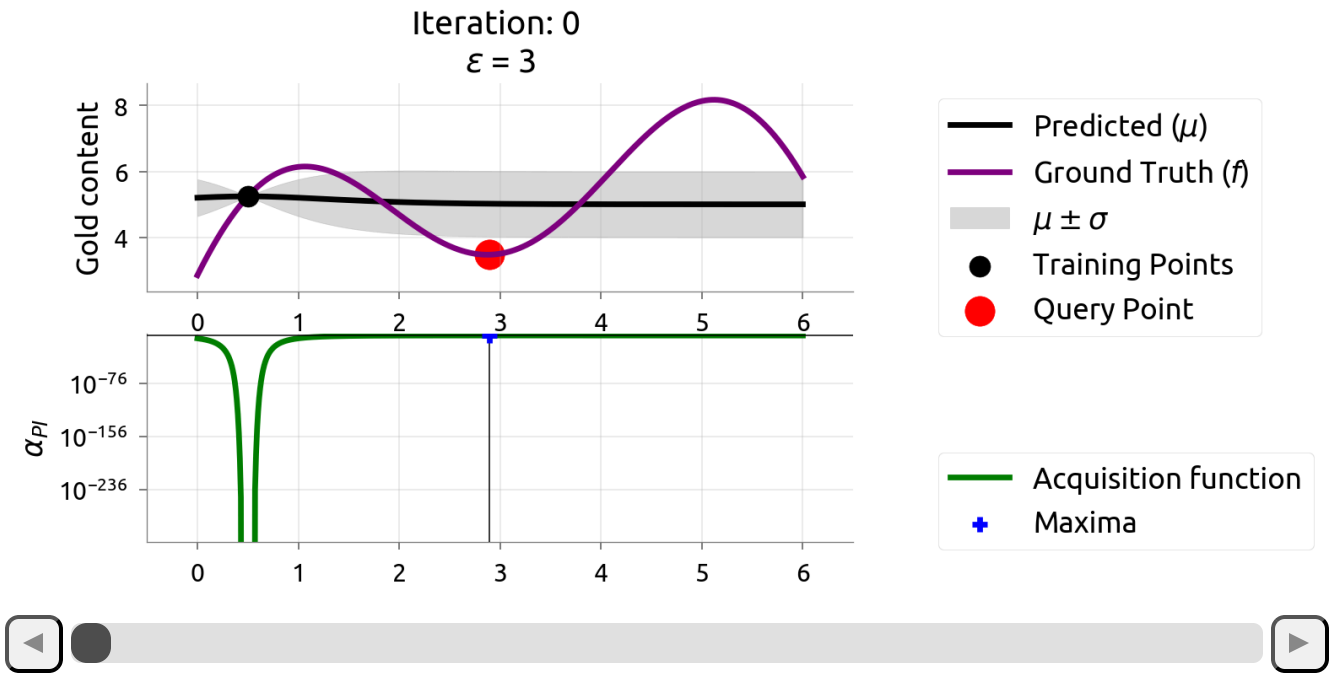 Iteration: 0
ε = 3
Gold content
8
6
4
0 1 2 3 4 5 6
Predicted (μ)
Ground Truth (f)
μ ± σ
Training Points
Query Point
α_PI
10⁻⁷⁶
10⁻¹⁵⁶
10⁻²³⁶
0 1 2 3 4 5 6
Acquisition function
Maxima